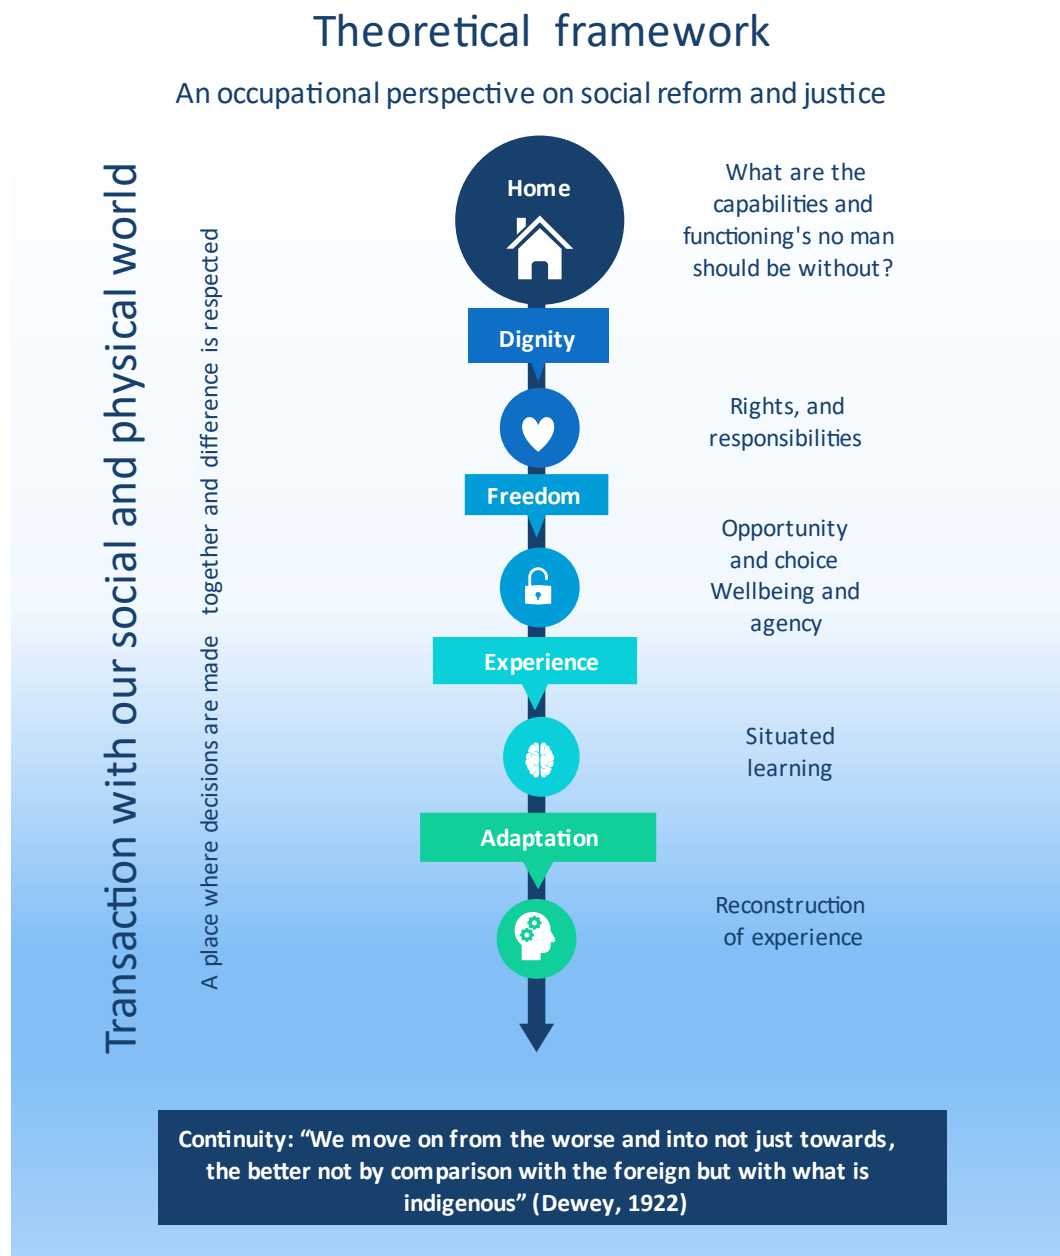 Theoretical framework
An occupational perspective on social reform and justice
Transaction with our social and physical world
A place where decisions are made together and difference is respected
Home
What are the
capabilities and
functioning's no man
should be without?
Dignity
Rights, and
responsibilities
Freedom
Opportunity
and choice
Wellbeing and
agency
Experience
Situated
learning
Adaptation
Reconstruction
of experience
Continuity: “We move on from the worse and into not just towards,
the better not by comparison with the foreign but with what is
indigenous” (Dewey, 1922)